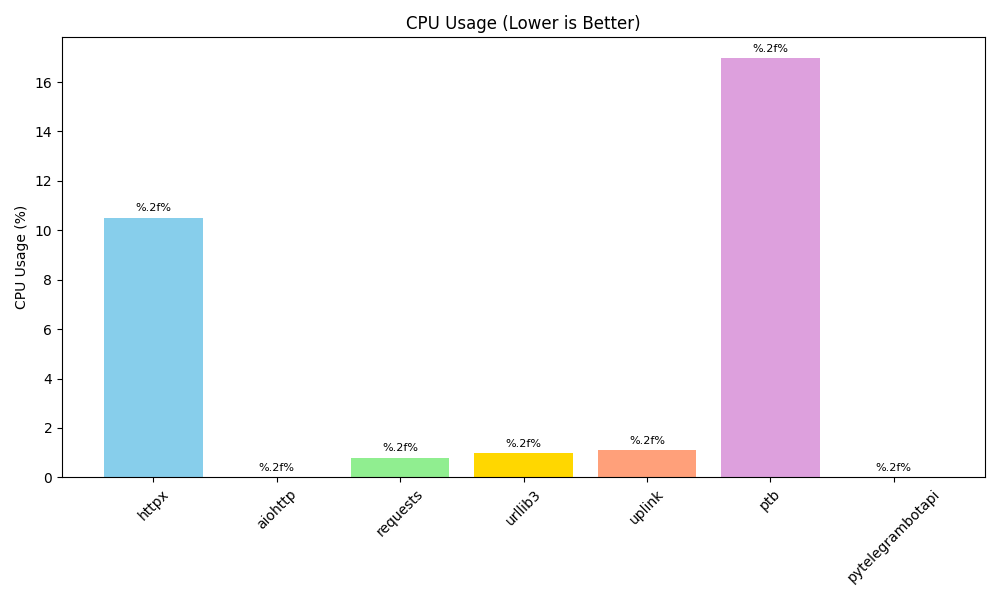 CPU Usage (Lower is Better)
CPU Usage (%)
16
14
12
10
8
6
4
2
0
%.2f%
%.2f%
%.2f%
%.2f%
%.2f%
%.2f%
%.2f%
httpx
aiohttp
requests
urllib3
uplink
ptb
pytelegrambotapi